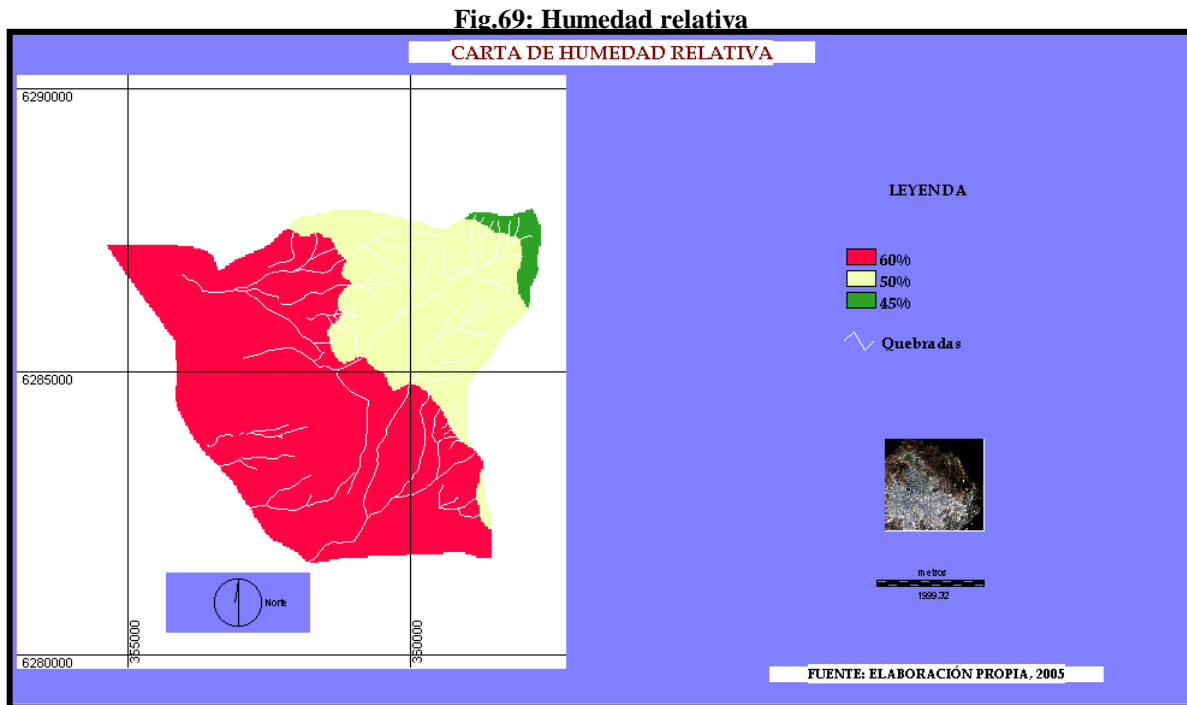 Fig.69: Humedad relativa
CARTA DE HUMEDAD RELATIVA
6290000
6285000
6280000
355000
360000
Norte
LEYENDA
60%
50%
45%
Quebradas
metros
1999.32
FUENTE: ELABORACIÓN PROPIA, 2005